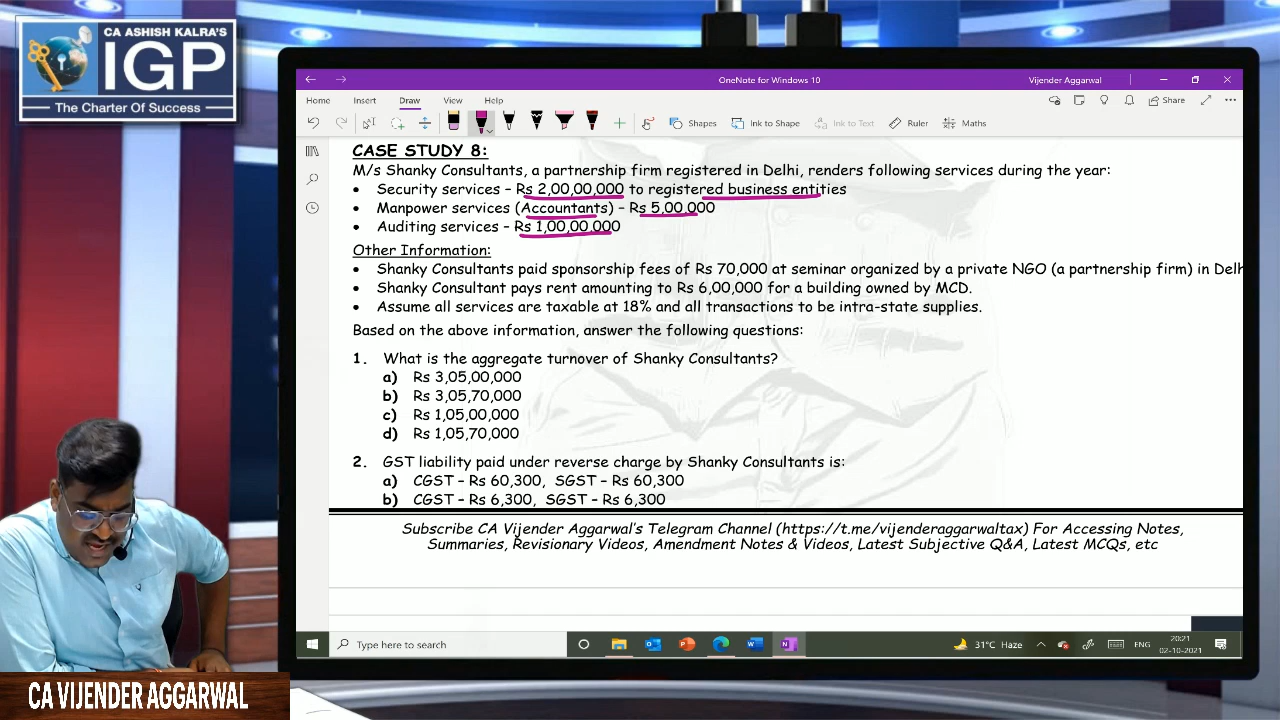 CA ASHISH KALRA'S
IGP
The Charter Of Success
OneNote for Windows 10
Vijender Aggarwal
Home Insert Draw View Help
Share
Shapes Ink to Shape Ink to Text Ruler Maths
CASE STUDY 8:
M/s Shanky Consultants, a partnership firm registered in Delhi, renders following services during the year:
• Security services – Rs 2,00,00,000 to registered business entities
• Manpower services (Accountants) – Rs 5,00,000
• Auditing services – Rs 1,00,00,000
Other Information:
• Shanky Consultants paid sponsorship fees of Rs 70,000 at seminar organized by a private NGO (a partnership firm) in Delh
• Shanky Consultant pays rent amounting to Rs 6,00,000 for a building owned by MCD.
• Assume all services are taxable at 18% and all transactions to be intra-state supplies.
Based on the above information, answer the following questions:
1. What is the aggregate turnover of Shanky Consultants?
a) Rs 3,05,00,000
b) Rs 3,05,70,000
c) Rs 1,05,00,000
d) Rs 1,05,70,000
2. GST liability paid under reverse charge by Shanky Consultants is:
a) CGST – Rs 60,300, SGST – Rs 60,300
b) CGST – Rs 6,300, SGST – Rs 6,300
Subscribe CA Vijender Aggarwal's Telegram Channel (https://t.me/vijenderaggarwaltax) For Accessing Notes,
Summaries, Revisionary Videos, Amendment Notes & Videos, Latest Subjective Q&A, Latest MCQs, etc
Type here to search
31°C Haze
ENG
20:21
02-10-2021
CA VIJENDER AGGARWAL